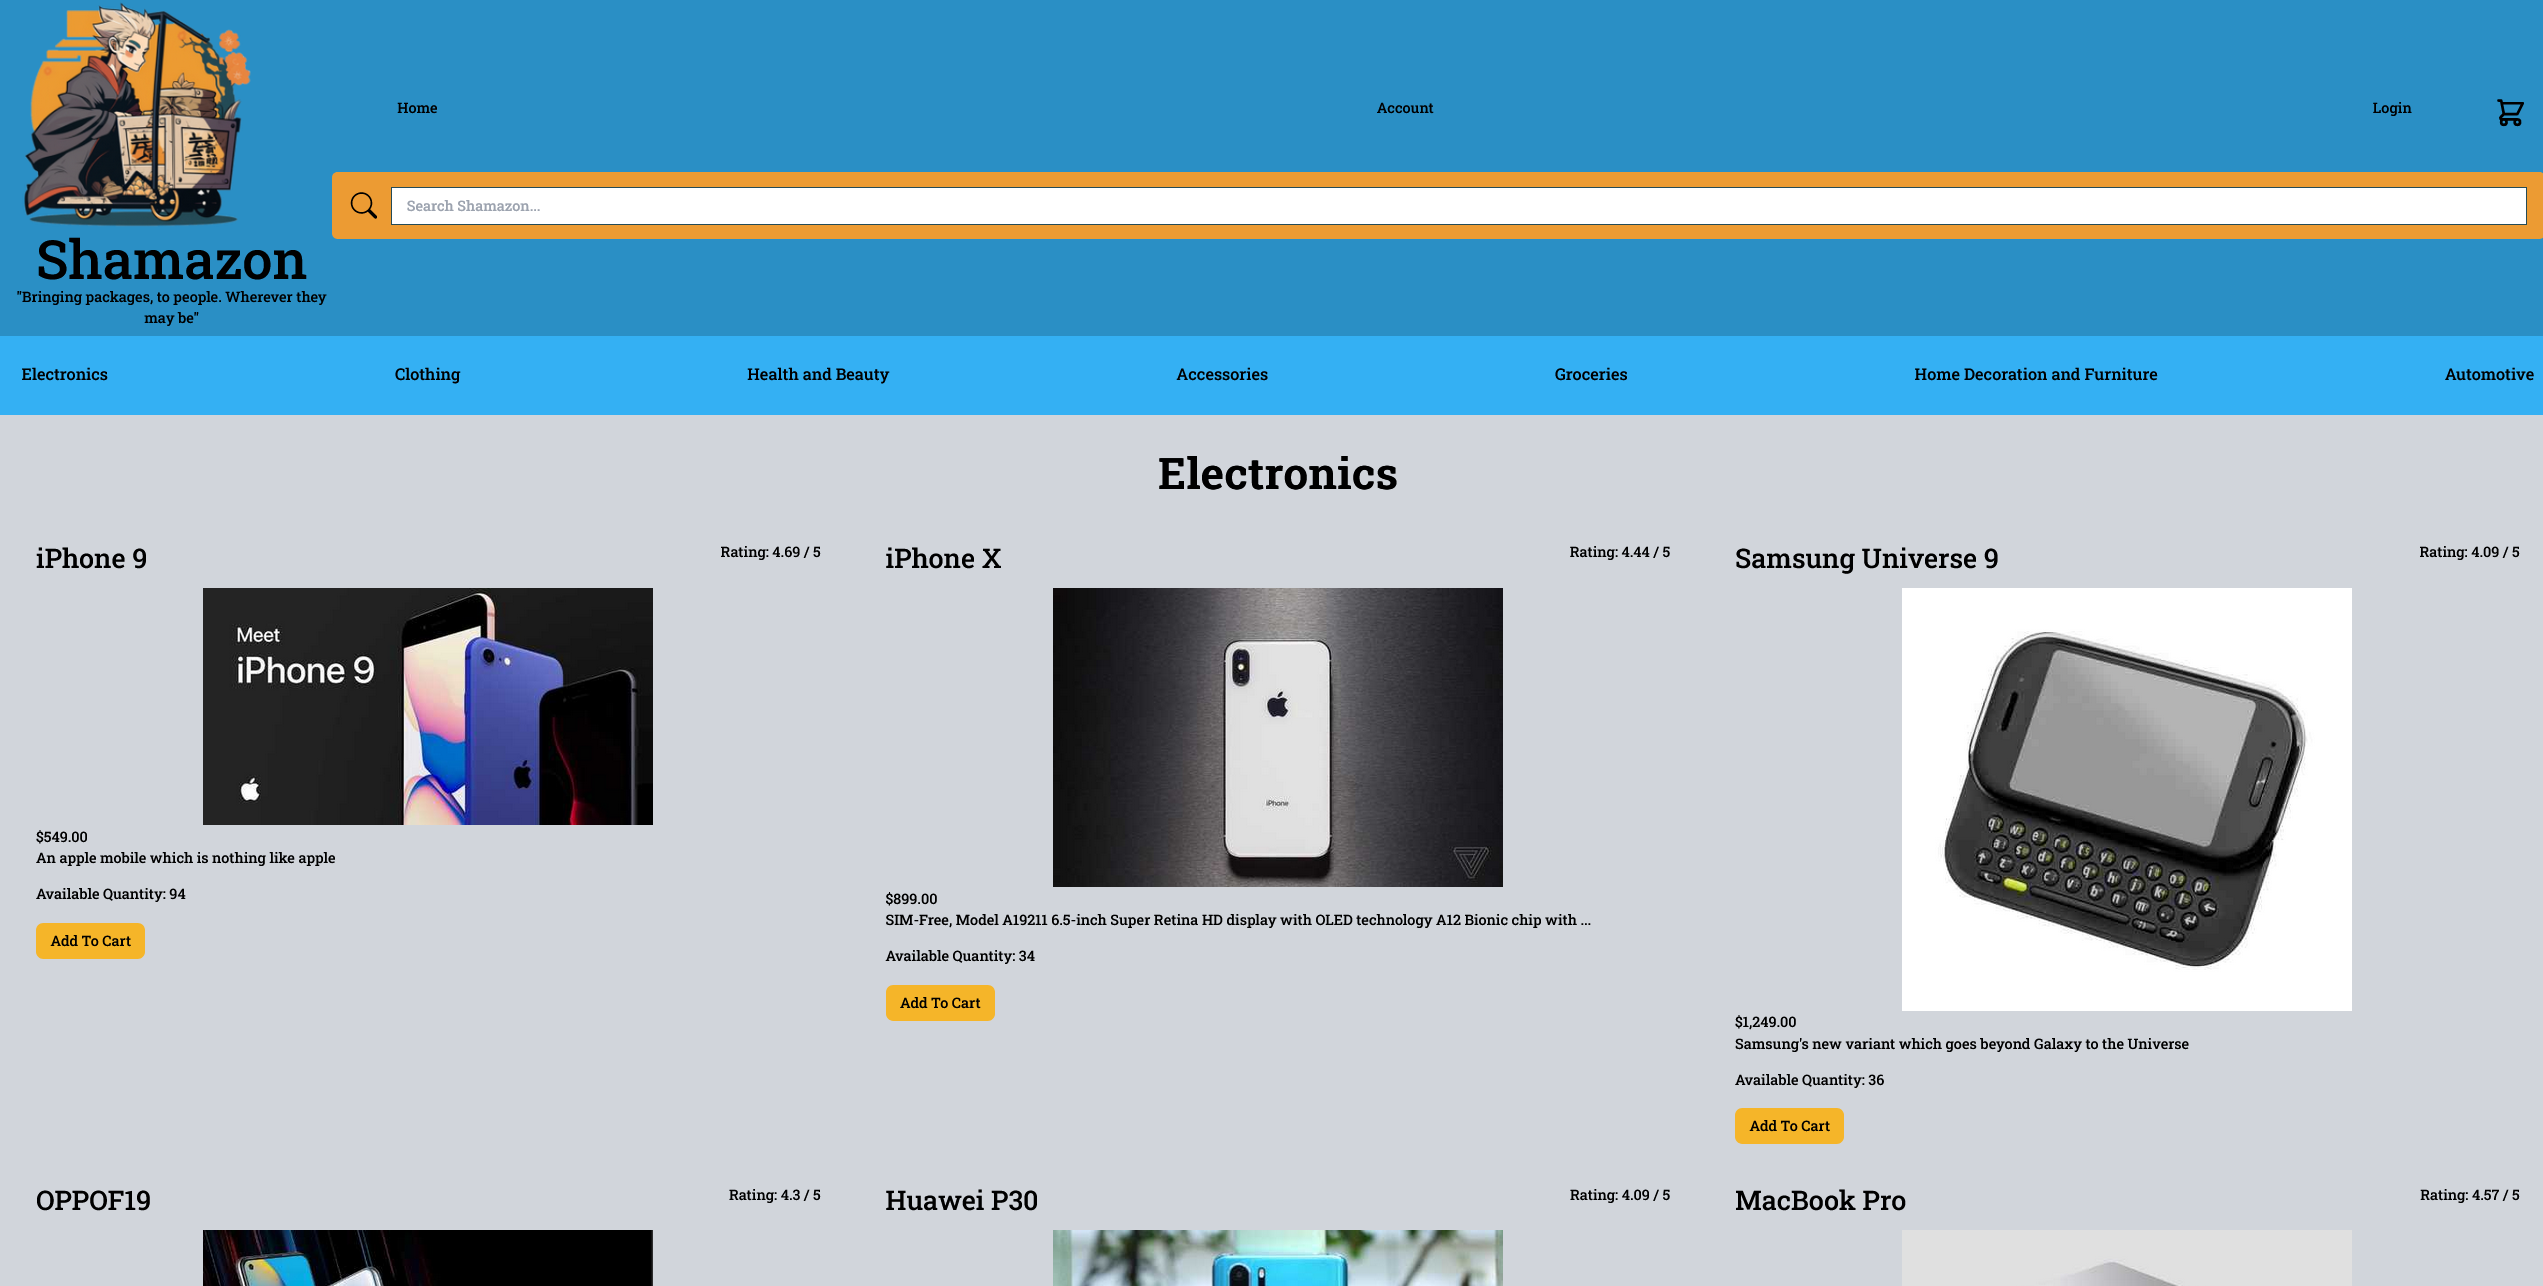 Home
Account
Login
Search Shamazon...
Shamazon
"Bringing packages, to people. Wherever they
may be"
Electronics
Clothing
Health and Beauty
Accessories
Groceries
Home Decoration and Furniture
Automotive
Electronics
iPhone 9
Rating: 4.69 / 5
Meet
iPhone 9
$549.00
An apple mobile which is nothing like apple
Available Quantity: 94
Add To Cart
iPhone X
Rating: 4.44 / 5
iPhone
$899.00
SIM-Free, Model A19211 6.5-inch Super Retina HD display with OLED technology A12 Bionic chip with ...
Available Quantity: 34
Add To Cart
Samsung Universe 9
Rating: 4.09 / 5
$1,249.00
Samsung's new variant which goes beyond Galaxy to the Universe
Available Quantity: 36
Add To Cart
OPPOF19
Rating: 4.3 / 5
Huawei P30
Rating: 4.09 / 5
MacBook Pro
Rating: 4.57 / 5